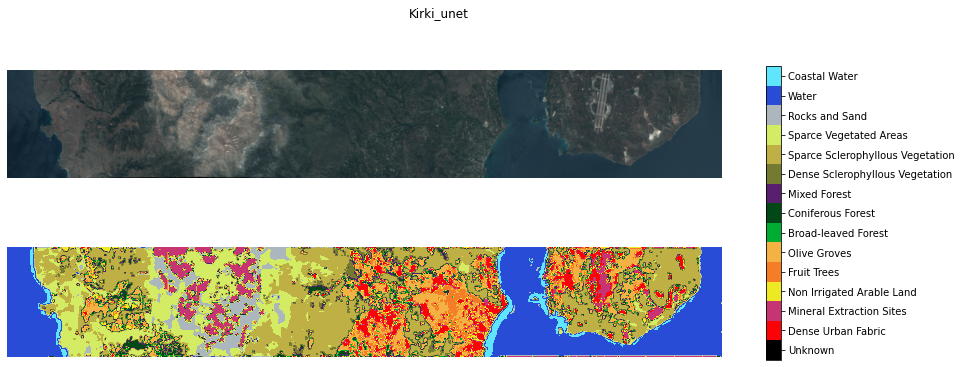 Kirki_unet
Coastal Water
Water
Rocks and Sand
Sparce Vegetated Areas
Sparce Sclerophyllous Vegetation
Dense Sclerophyllous Vegetation
Mixed Forest
Coniferous Forest
Broad-leaved Forest
Olive Groves
Fruit Trees
Non Irrigated Arable Land
Mineral Extraction Sites
Dense Urban Fabric
Unknown